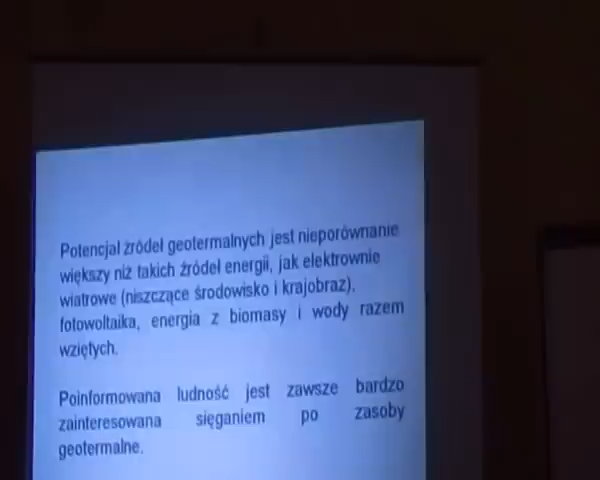 Potencjał źródeł geotermalnych jest nieporównanie
większy niż takich źródeł energii, jak elektrownie
wiatrowe (niszczące środowisko i krajobraz),
fotowoltaika, energia z biomasy i wody razem
wziętych.
Poinformowana ludność jest zawsze bardzo
zainteresowana sięganiem po zasoby
geotermalne.